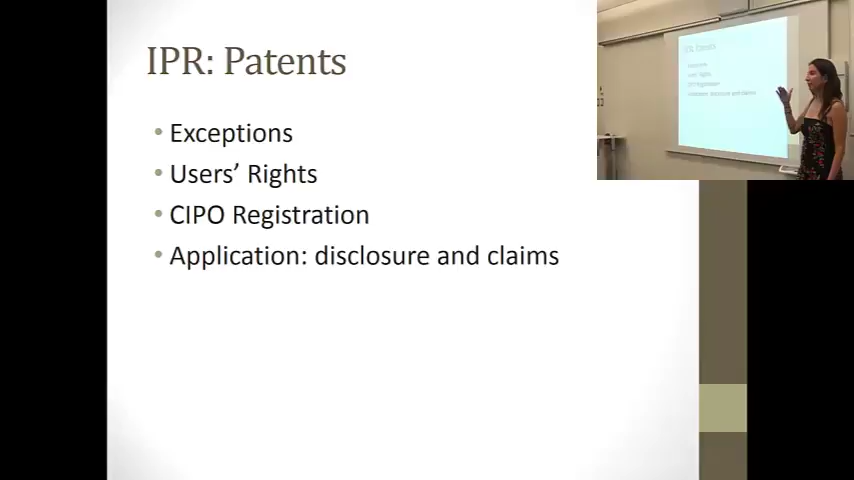 IPR: Patents
• Exceptions
• Users' Rights
• CIPO Registration
• Application: disclosure and claims